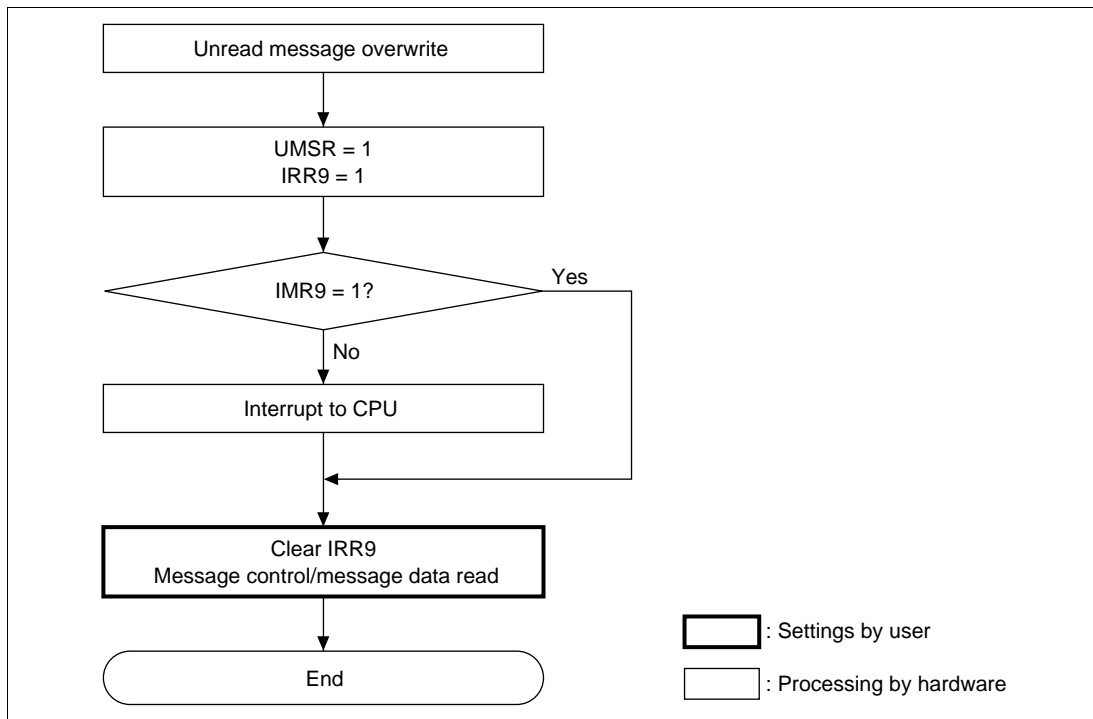 Unread message overwrite
UMSR = 1
IRR9 = 1
IMR9 = 1?
Yes
No
Interrupt to CPU
Clear IRR9
Message control/message data read
End
: Settings by user
: Processing by hardware